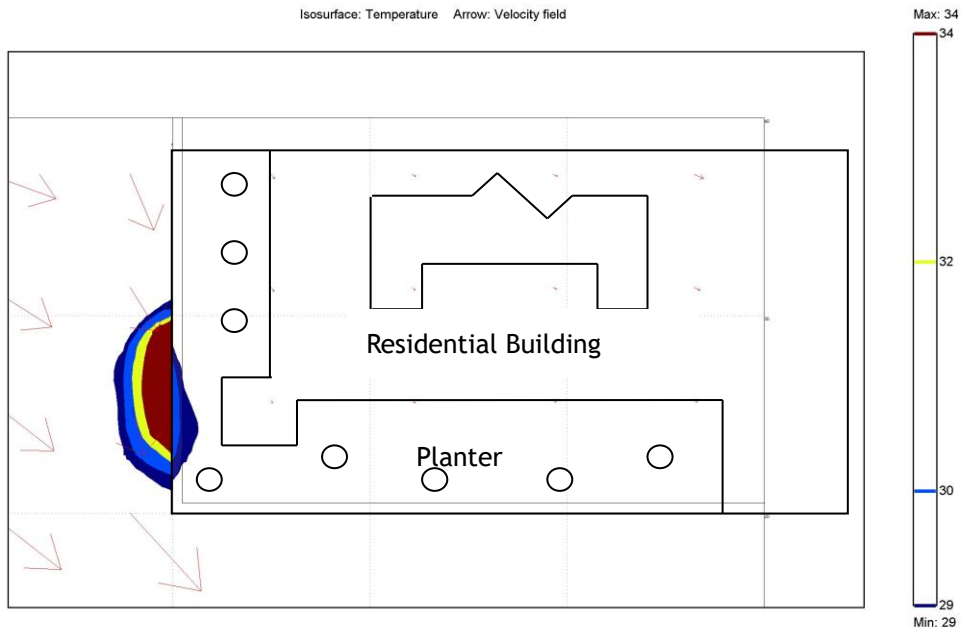 Isosurface: Temperature Arrow: Velocity field
Max: 34
34
32
30
29
Min: 29
Residential Building
Planter